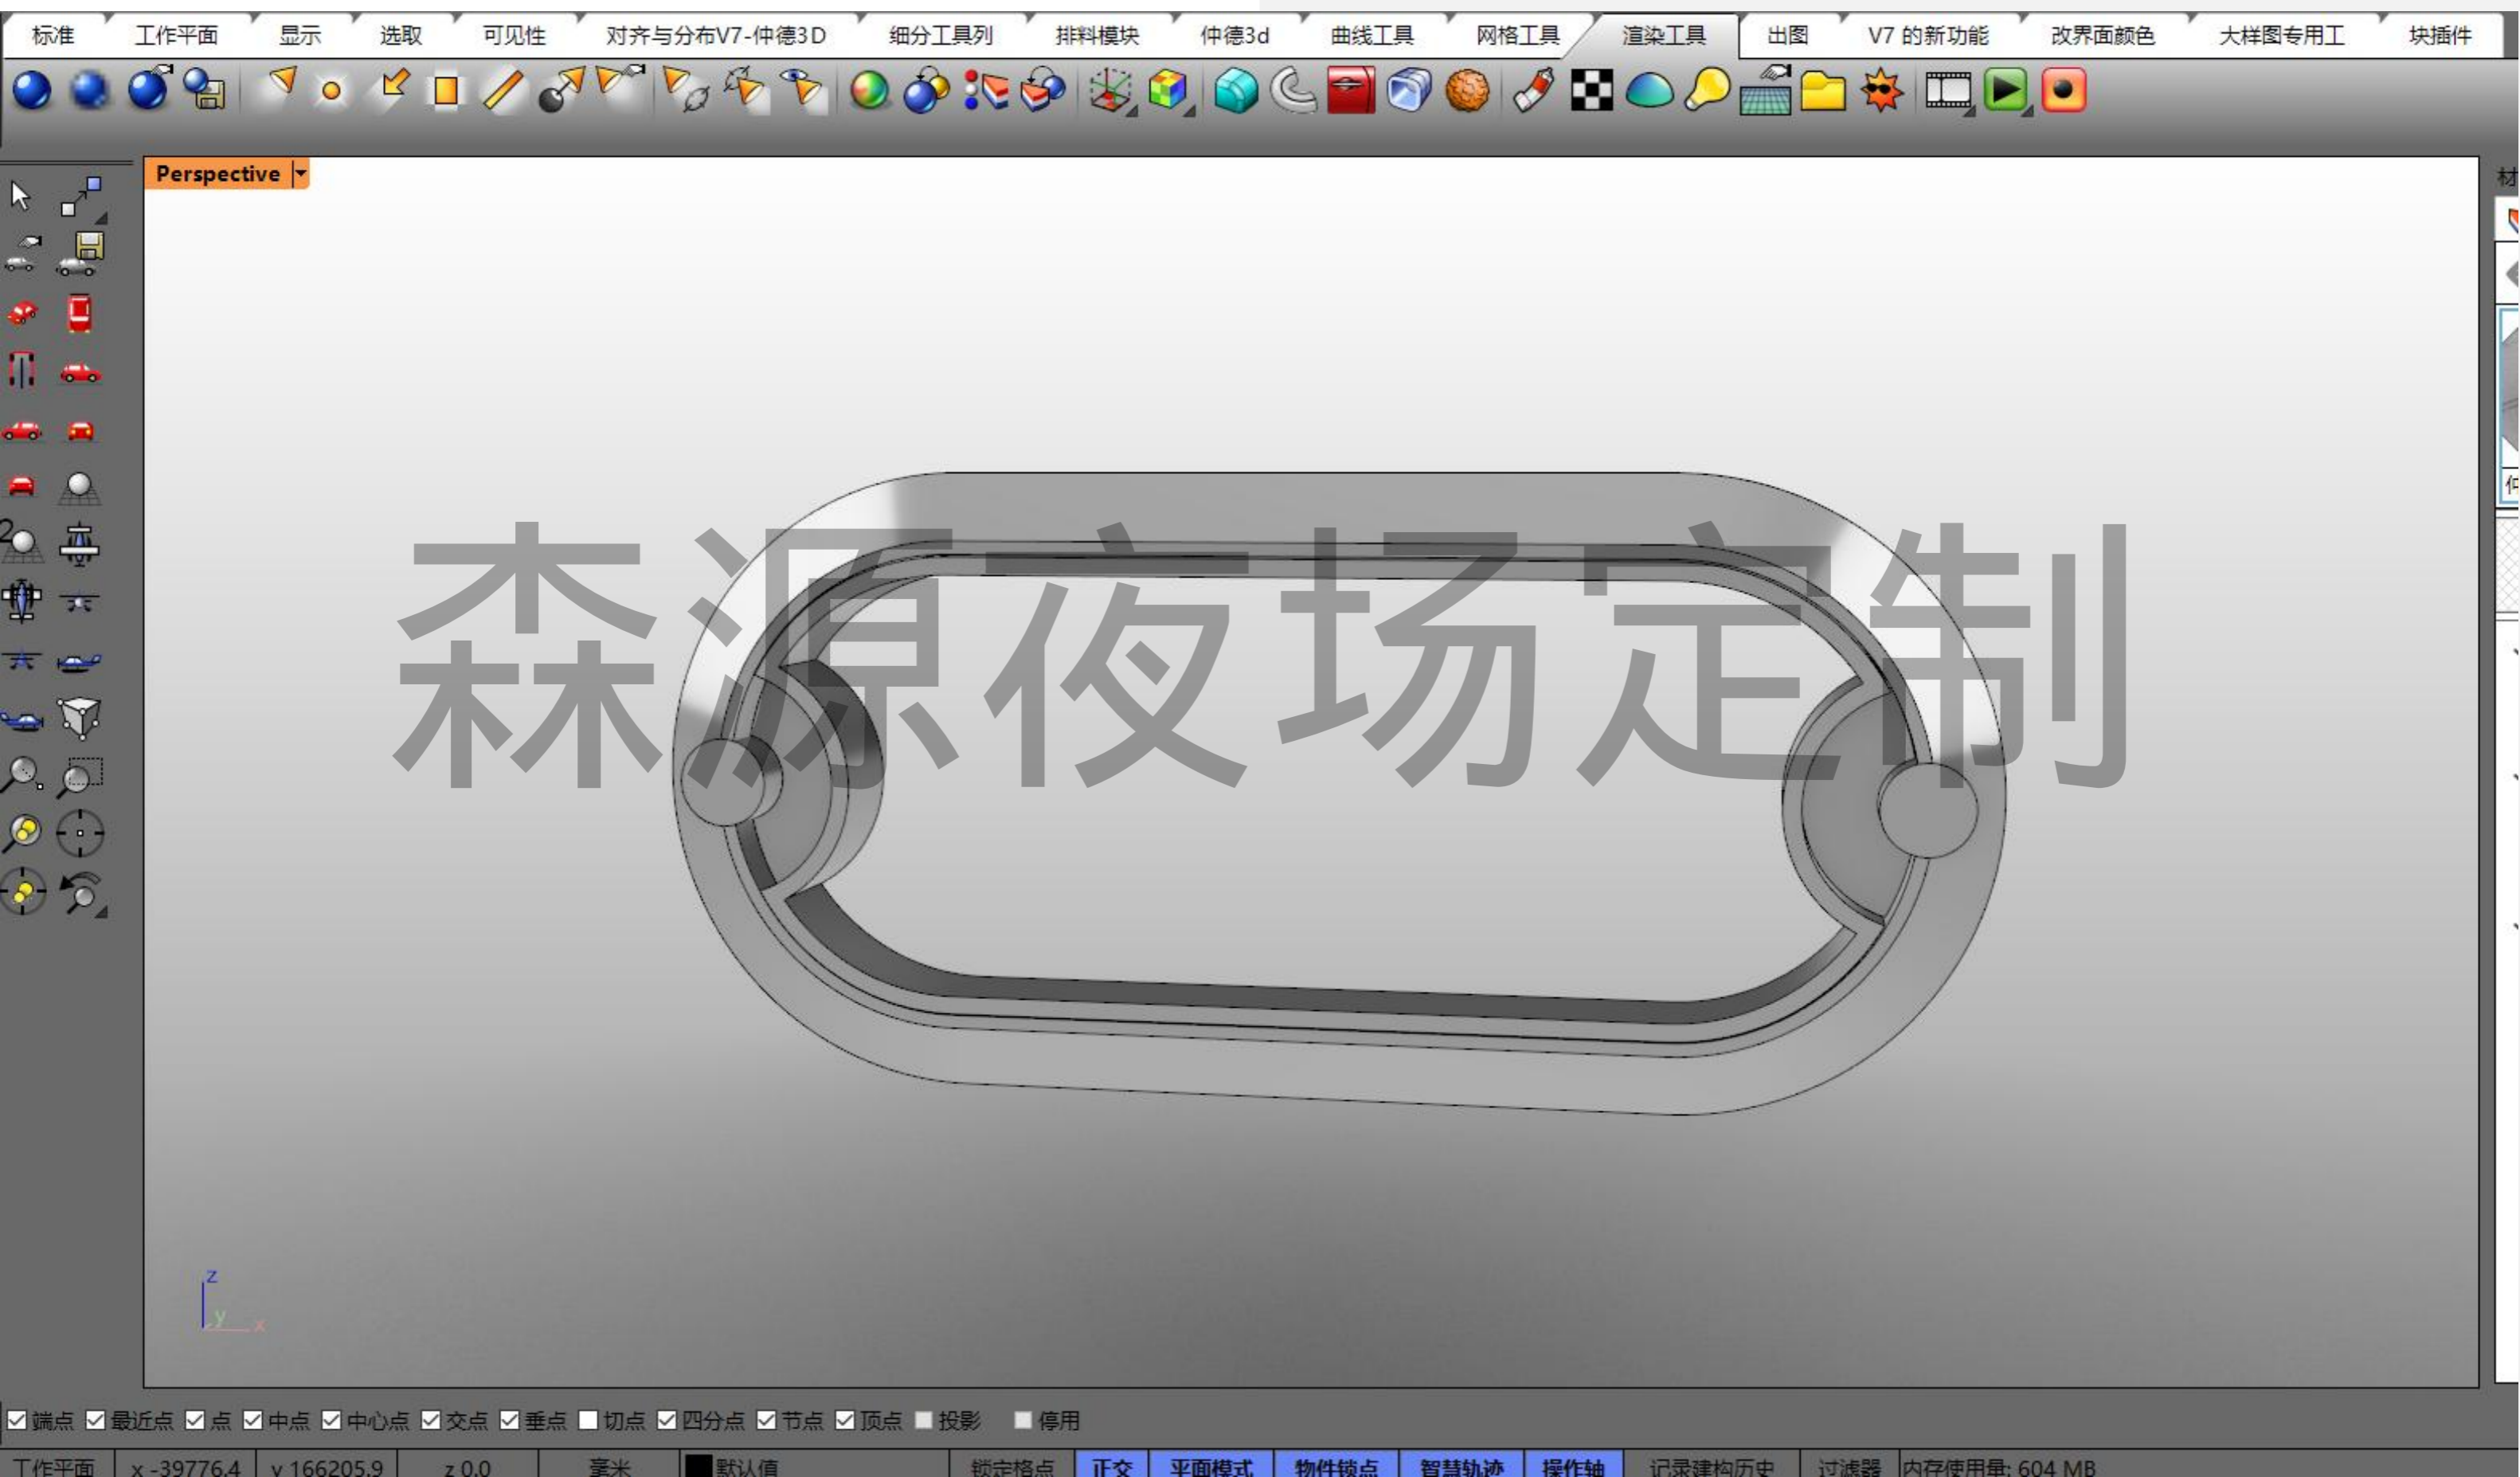 标准 工作平面 显示 选取 可见性 对齐与分布V7-仲德3D 细分工具列 排料模块 仲德3d 曲线工具 网格工具 渲染工具 出图 V7 的新功能 改界面颜色 大样图专用工 块插件
Perspective
材
森源夜场定制
2
z
y
x
端点 最近点 点 中点 中心点 交点 垂点 切点 四分点 节点 顶点 投影 停用
工作平面 x -39776.4 y 166205.9 z 0.0 毫米 默认值 锁定格点 正交 平面模式 物件锁点 智慧轨迹 操作轴 记录建构历史 过滤器 内存使用量: 604 MB